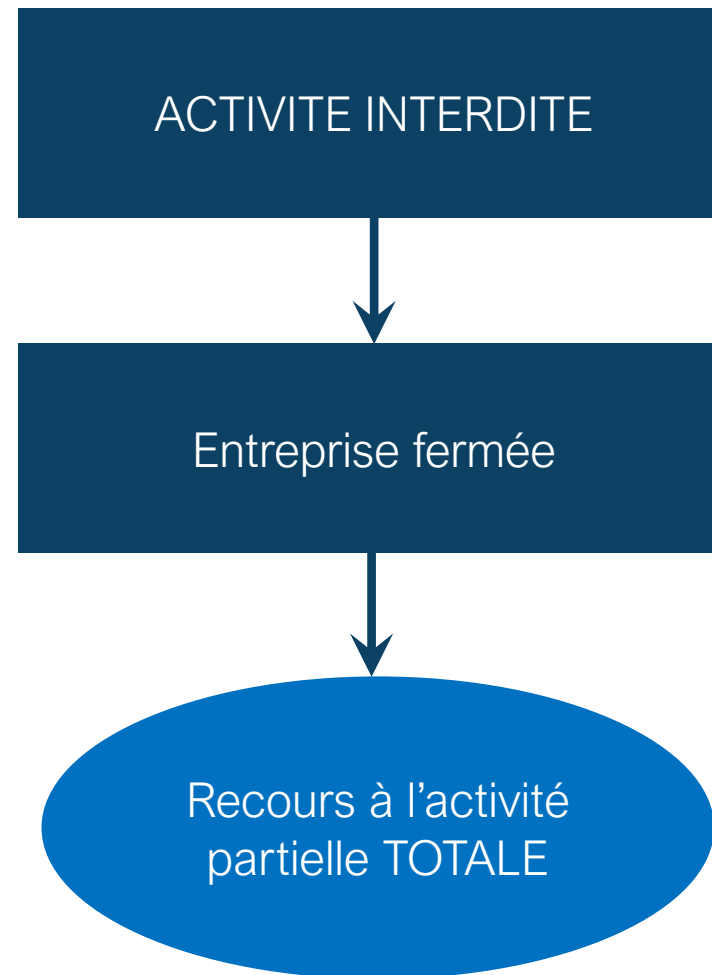 ACTIVITE INTERDITE
Entreprise fermée
Recours à l’activité
partielle TOTALE